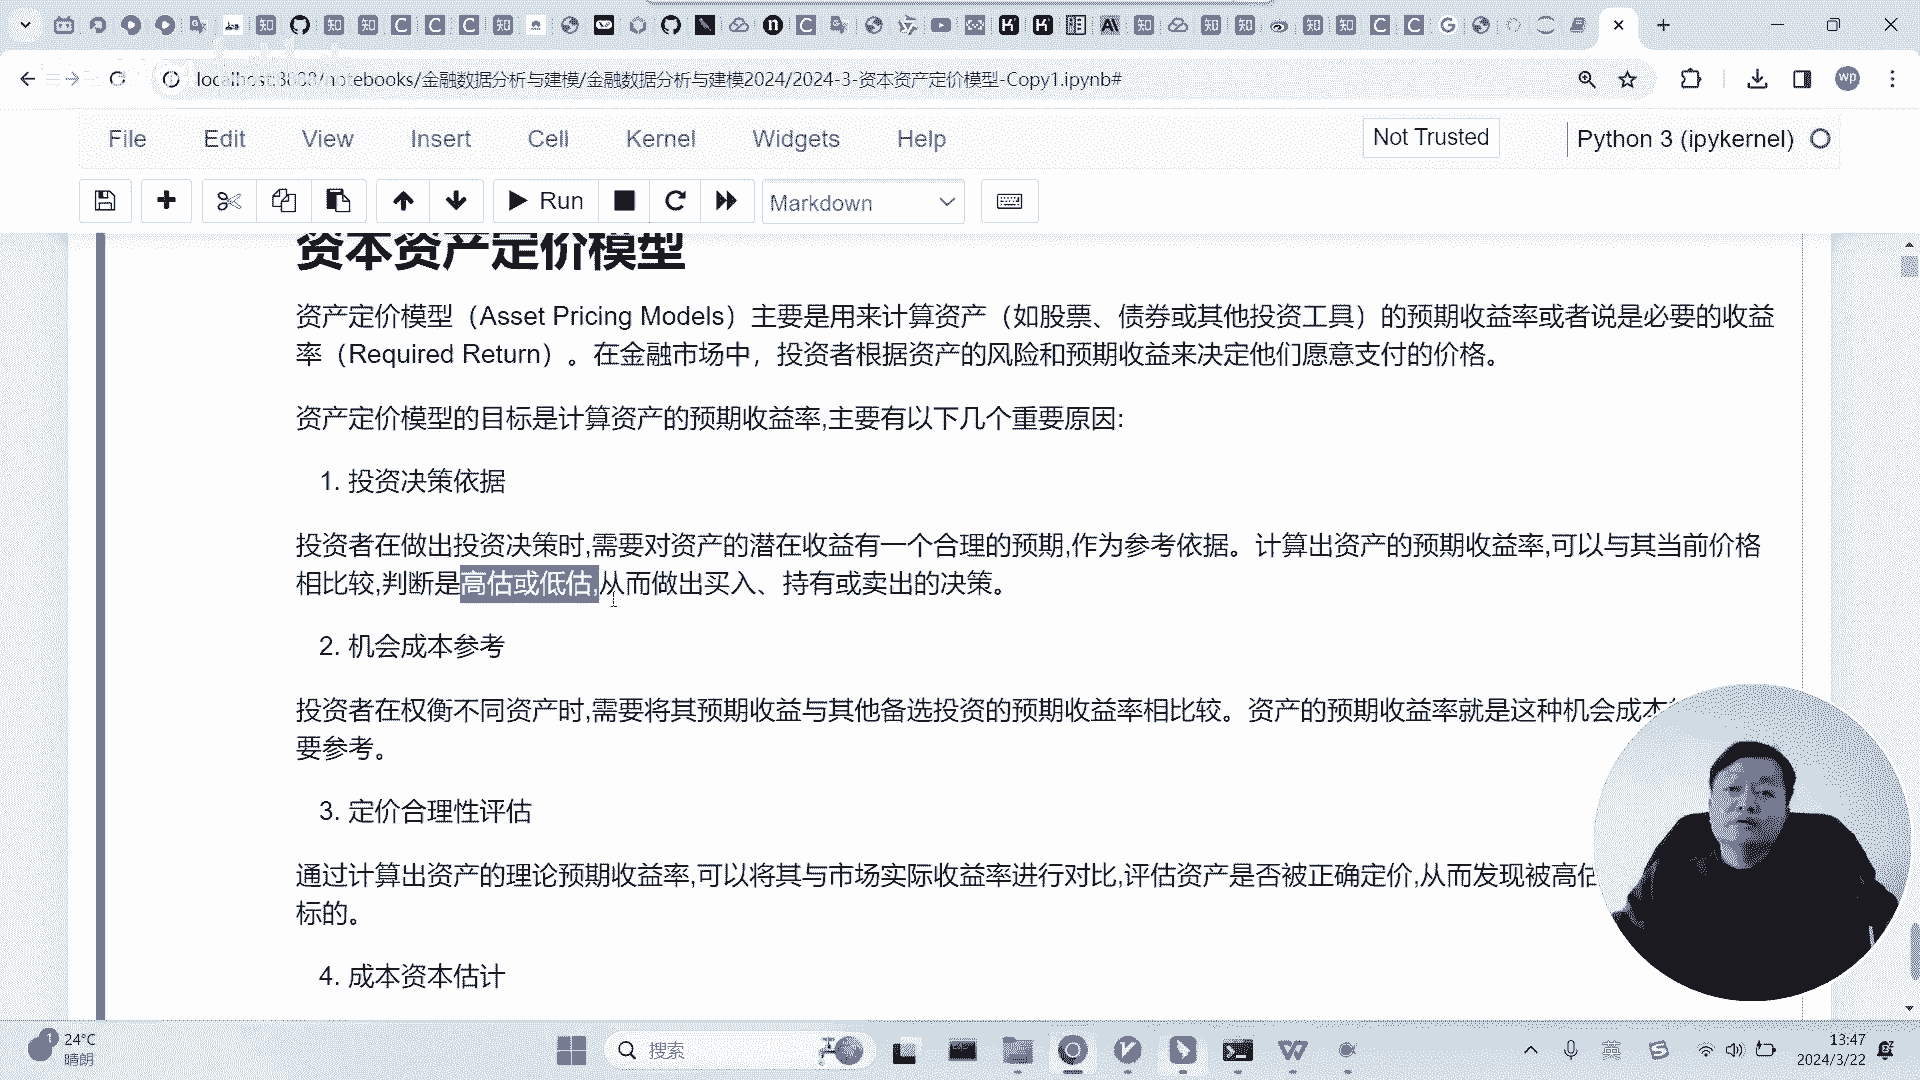 localhost:8888/notebooks/金融数据分析与建模/金融数据分析与建模2024/2024-3-资本资产定价模型-Copy1.ipynb#
wp
File Edit View Insert Cell Kernel Widgets Help
Not Trusted
Python 3 (ipykernel)
Run
Markdown
资本资产定价模型
资产定价模型（Asset Pricing Models）主要是用来计算资产（如股票、债券或其他投资工具）的预期收益率或者说是必要的收益
率（Required Return）。在金融市场中，投资者根据资产的风险和预期收益来决定他们愿意支付的价格。
资产定价模型的目标是计算资产的预期收益率,主要有以下几个重要原因:
1. 投资决策依据
投资者在做出投资决策时,需要对资产的潜在收益有一个合理的预期,作为参考依据。计算出资产的预期收益率,可以与其当前价格
相比较,判断是高估或低估,从而做出买入、持有或卖出的决策。
2. 机会成本参考
投资者在权衡不同资产时,需要将其预期收益与其他备选投资的预期收益率相比较。资产的预期收益率就是这种机会成本
要参考。
3. 定价合理性评估
通过计算出资产的理论预期收益率,可以将其与市场实际收益率进行对比,评估资产是否被正确定价,从而发现被高估
标的。
4. 成本资本估计
1
24°C
晴朗
搜索
英
13:47
2024/3/22